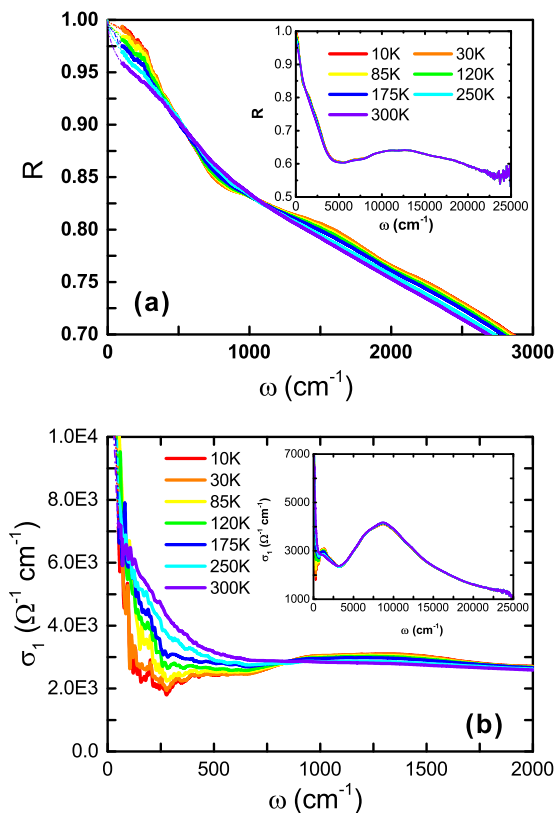 1.00
0.95
0.90
0.85
0.80
0.75
0.70
R
0 1000 2000 3000
ω (cm⁻¹)
(a)
1.0
0.9
0.8
0.7
0.6
0.5
R
0 5000 10000 15000 20000 25000
ω (cm⁻¹)
10K 30K
85K 120K
175K 250K
300K
1.0E4
8.0E3
6.0E3
4.0E3
2.0E3
0.0
σ₁ (Ω⁻¹ cm⁻¹)
0 500 1000 1500 2000
ω (cm⁻¹)
(b)
10K
30K
85K
120K
175K
250K
300K
7000
5000
3000
1000
σ₁ (Ω⁻¹ cm⁻¹)
0 5000 10000 15000 20000 25000
ω (cm⁻¹)